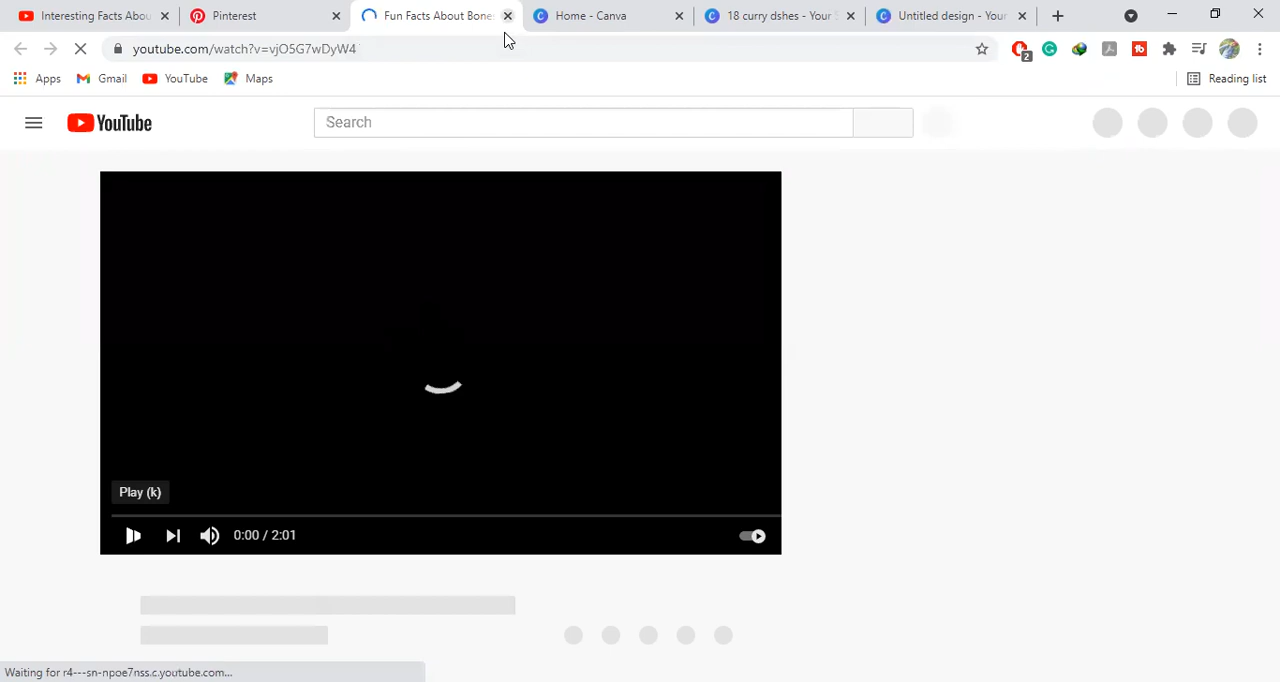 Interesting Facts Abou
Pinterest
Fun Facts About Bone
Home - Canva
18 curry dshes - Your
Untitled design - Your
youtube.com/watch?v=vjO5G7wDyW4
2
Apps
Gmail
YouTube
Maps
Reading list
YouTube
Search
Play (k)
0:00 / 2:01
Waiting for r4---sn-npoe7nss.c.youtube.com...